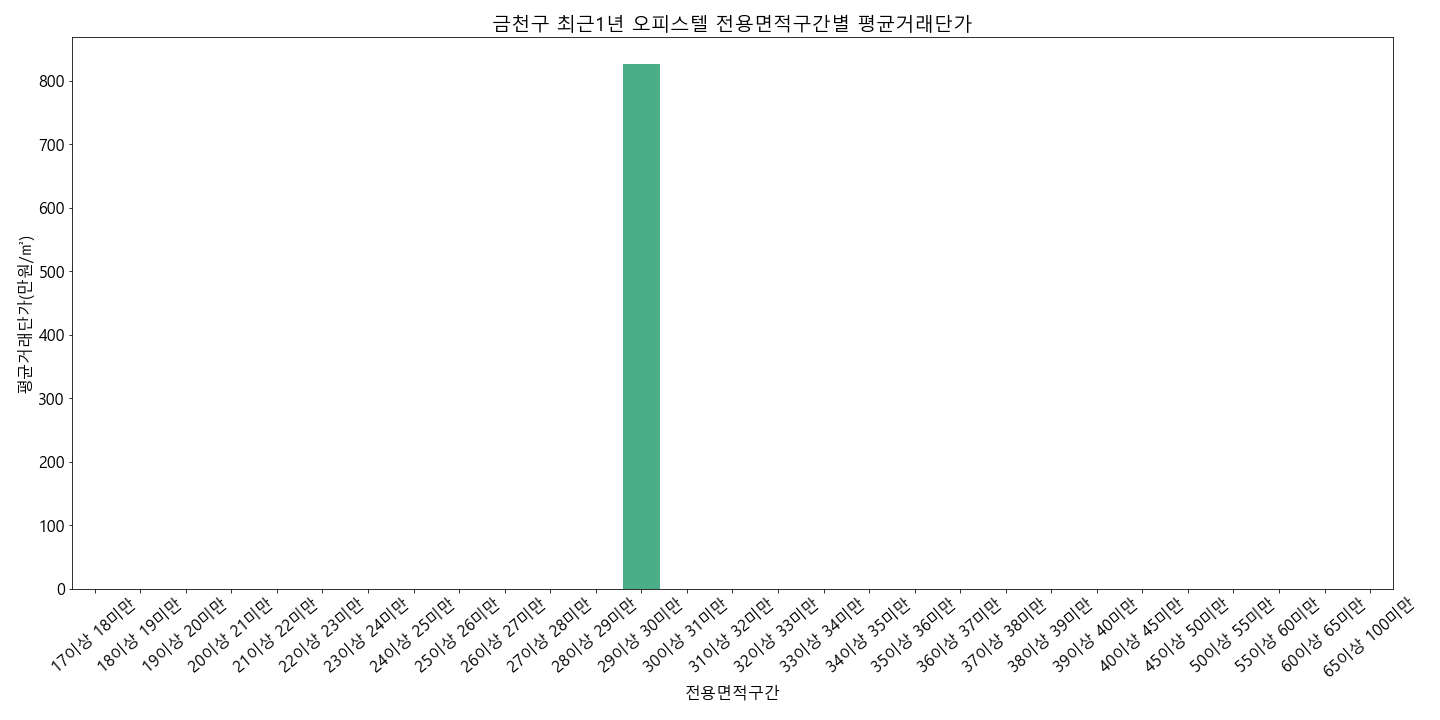 금천구 최근1년 오피스텔 전용면적구간별 평균거래단가
평균거래단가(만원/㎡)
800
700
600
500
400
300
200
100
0
17이상 18미만
18이상 19미만
19이상 20미만
20이상 21미만
21이상 22미만
22이상 23미만
23이상 24미만
24이상 25미만
25이상 26미만
26이상 27미만
27이상 28미만
28이상 29미만
29이상 30미만
30이상 31미만
31이상 32미만
32이상 33미만
33이상 34미만
34이상 35미만
35이상 36미만
36이상 37미만
37이상 38미만
38이상 39미만
39이상 40미만
40이상 45미만
45이상 50미만
50이상 55미만
55이상 60미만
60이상 65미만
65이상 100미만
전용면적구간